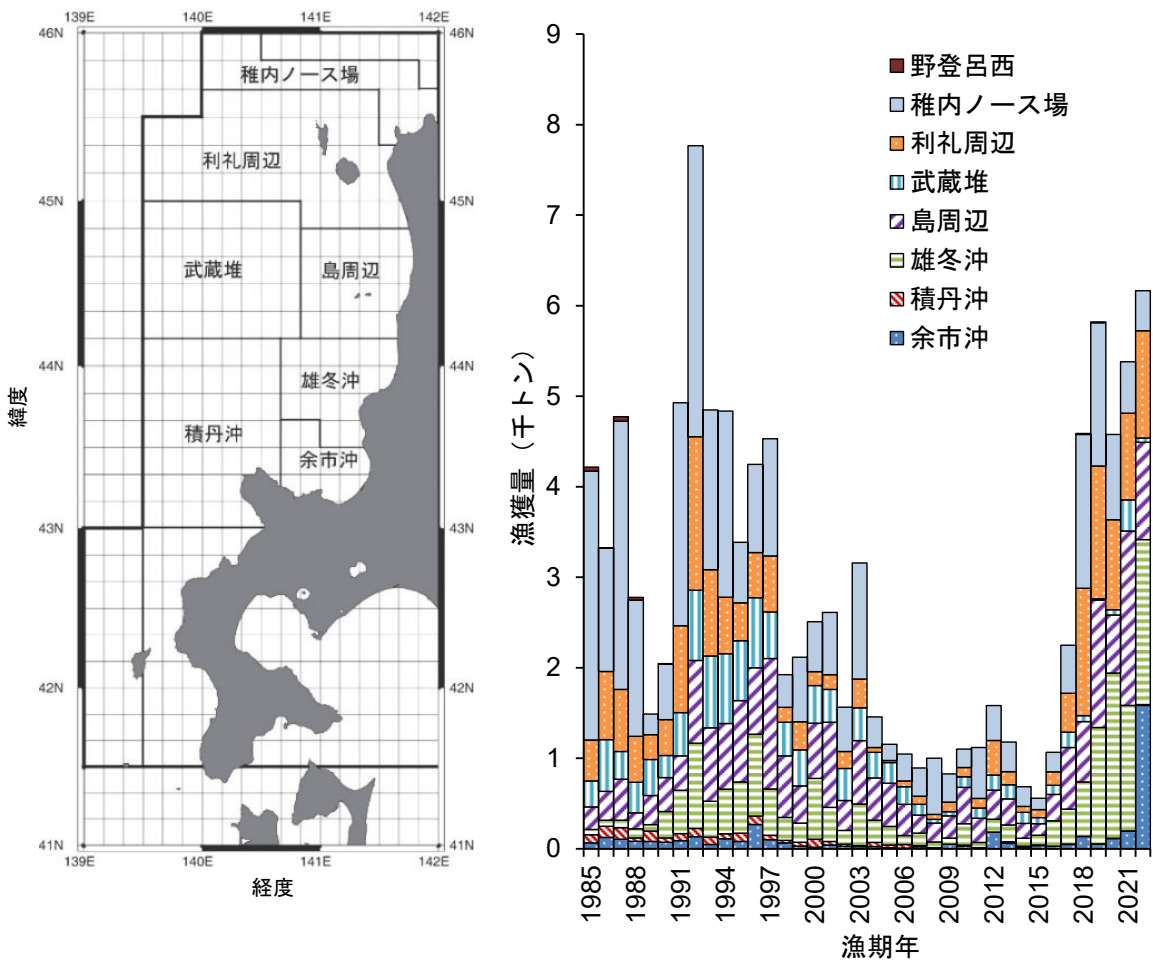 139E 140E 141E 142E
46N 46N
稚内ノース場
利礼周辺
45N 45N
武蔵堆 島周辺
44N 44N
雄冬沖
積丹沖
余市沖
43N 43N
42N 42N
41N 41N
139E 140E 141E 142E
緯度
経度
9
8
7
6
5
4
3
2
1
0
漁獲量（千トン）
野登呂西
稚内ノース場
利礼周辺
武蔵堆
島周辺
雄冬沖
積丹沖
余市沖
1985 1988 1991 1994 1997 2000 2003 2006 2009 2012 2015 2018 2021
漁期年